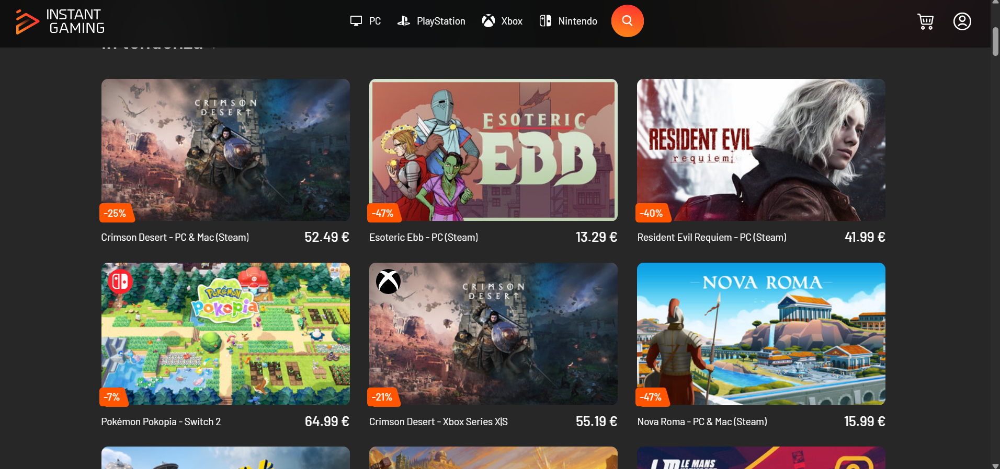 INSTANT
GAMING
PC
PlayStation
Xbox
Nintendo
In tendenza
CRIMSON
DESERT
-25%
Crimson Desert - PC & Mac (Steam)
52.49 €
ESOTERIC
EBB
-47%
Esoteric Ebb - PC (Steam)
13.29 €
RESIDENT EVIL
requiem
-40%
Resident Evil Requiem - PC (Steam)
41.99 €
POKÉMON
Pokopia
-7%
Pokémon Pokopia - Switch 2
64.99 €
CRIMSON
DESERT
-21%
Crimson Desert - Xbox Series X|S
55.19 €
NOVA ROMA
-47%
Nova Roma - PC & Mac (Steam)
15.99 €
LE MANS